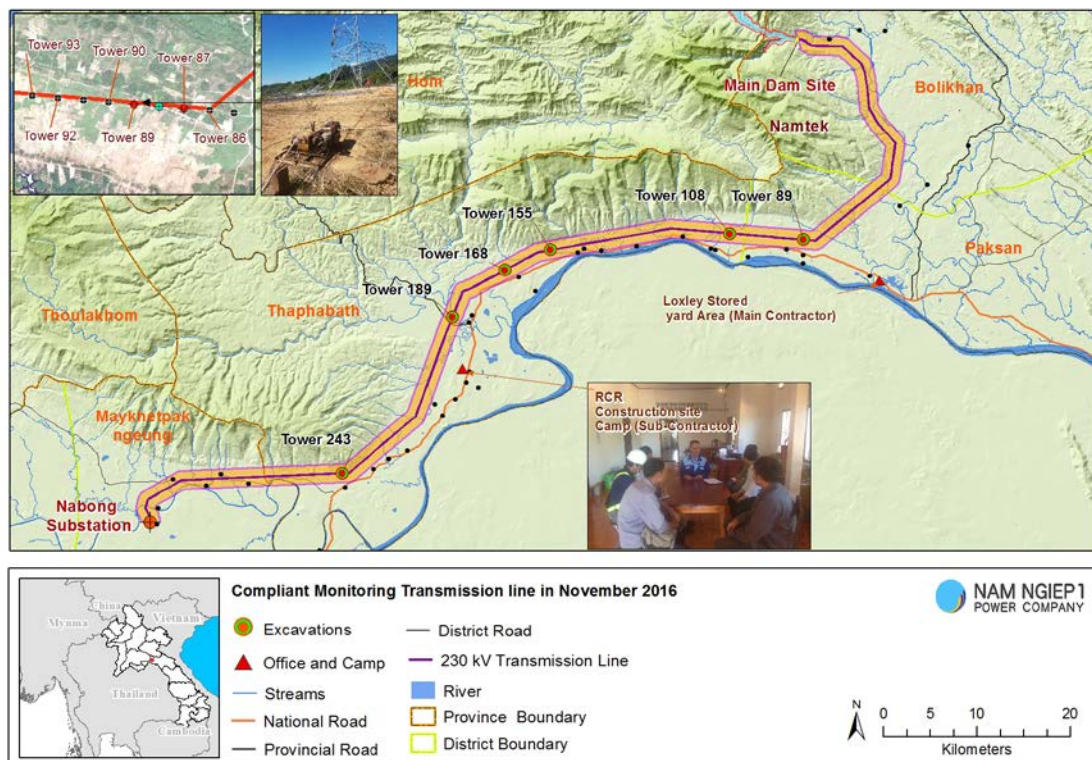 Tower 93
Tower 90
Tower 87
Tower 92
Tower 89
Tower 86
Hom
Main Dam Site
Bolikhan
Namtek
Tower 155
Tower 108
Tower 89
Tower 168
Paksan
Tower 189
Thaphabath
Thoulakhom
Loxley Stored
yard Area (Main Contractor)
RCR
Construction site
Camp (Sub-Contractor)
Maykhetpak
ngeung
Tower 243
Nabong
Substation
China
Vietnam
Mynma
Thailand
Cambodia
Compliant Monitoring Transmission line in November 2016
Excavations
District Road
Office and Camp
230 kV Transmission Line
Streams
River
National Road
Province Boundary
Provincial Road
District Boundary
NAM NGIEP1
POWER COMPANY
N
0 5 10 20
Kilometers